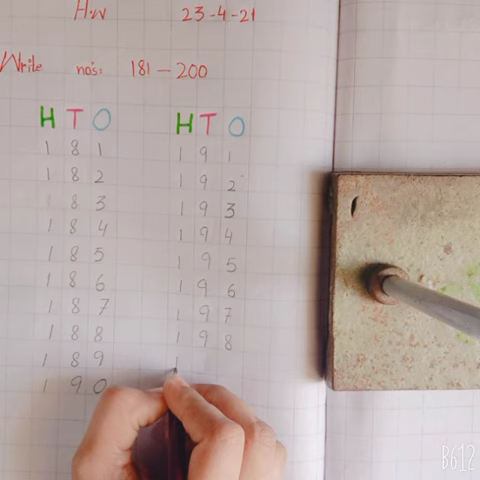 HW 23-4-21
Write no's: 181 – 200
H T O H T O
1 8 1 1 9 1
1 8 2 1 9 2
1 8 3 1 9 3
1 8 4 1 9 4
1 8 5 1 9 5
1 8 6 1 9 6
1 8 7 1 9 7
1 8 8 1 9 8
1 8 9 1
1 9 0
B612